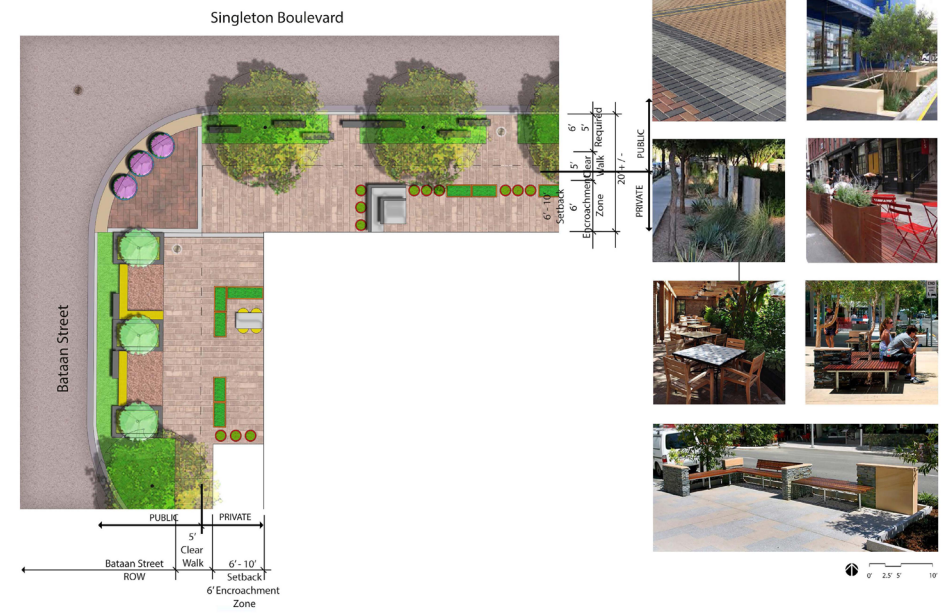 Singleton Boulevard
Bataan Street
6'
5'
Required
5'
Clear
Walk
6' - 10'
Setback
6'
Encroachment
Zone
20' + / -
PUBLIC
PRIVATE
PUBLIC
PRIVATE
5'
Clear
Walk
Bataan Street
ROW
6' - 10'
Setback
6' Encroachment
Zone
0' 2.5' 5' 10'